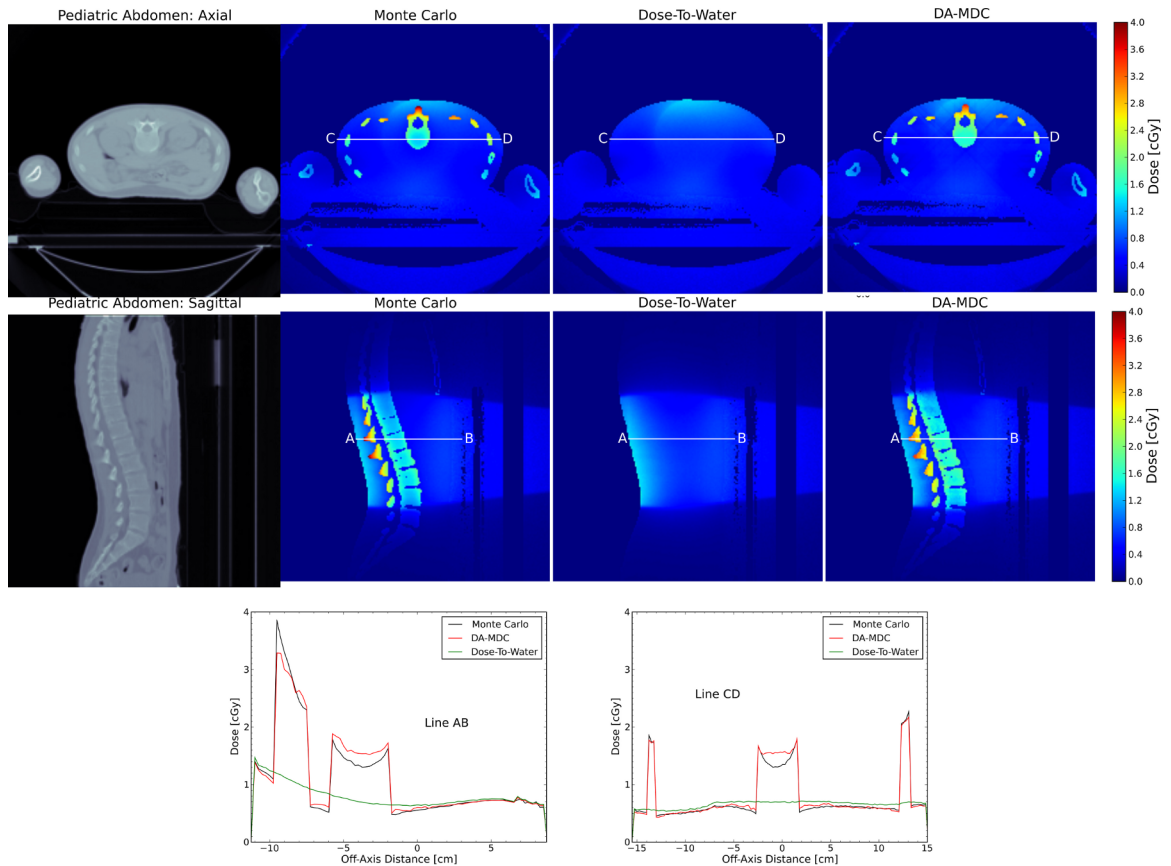 Pediatric Abdomen: Axial
Monte Carlo
Dose-To-Water
DA-MDC
C
D
C
D
C
D
4.0
3.6
3.2
2.8
2.4
2.0
1.6
1.2
0.8
0.4
0.0
Dose [cGy]
Pediatric Abdomen: Sagittal
Monte Carlo
Dose-To-Water
DA-MDC
A
B
A
B
A
B
4.0
3.6
3.2
2.8
2.4
2.0
1.6
1.2
0.8
0.4
0.0
Dose [cGy]
4
3
2
1
0
Dose [cGy]
Monte Carlo
DA-MDC
Dose-To-Water
Line AB
−10
−5
0
5
Off-Axis Distance [cm]
4
3
2
1
0
Dose [cGy]
Monte Carlo
DA-MDC
Dose-To-Water
Line CD
−15
−10
−5
0
5
10
15
Off-Axis Distance [cm]